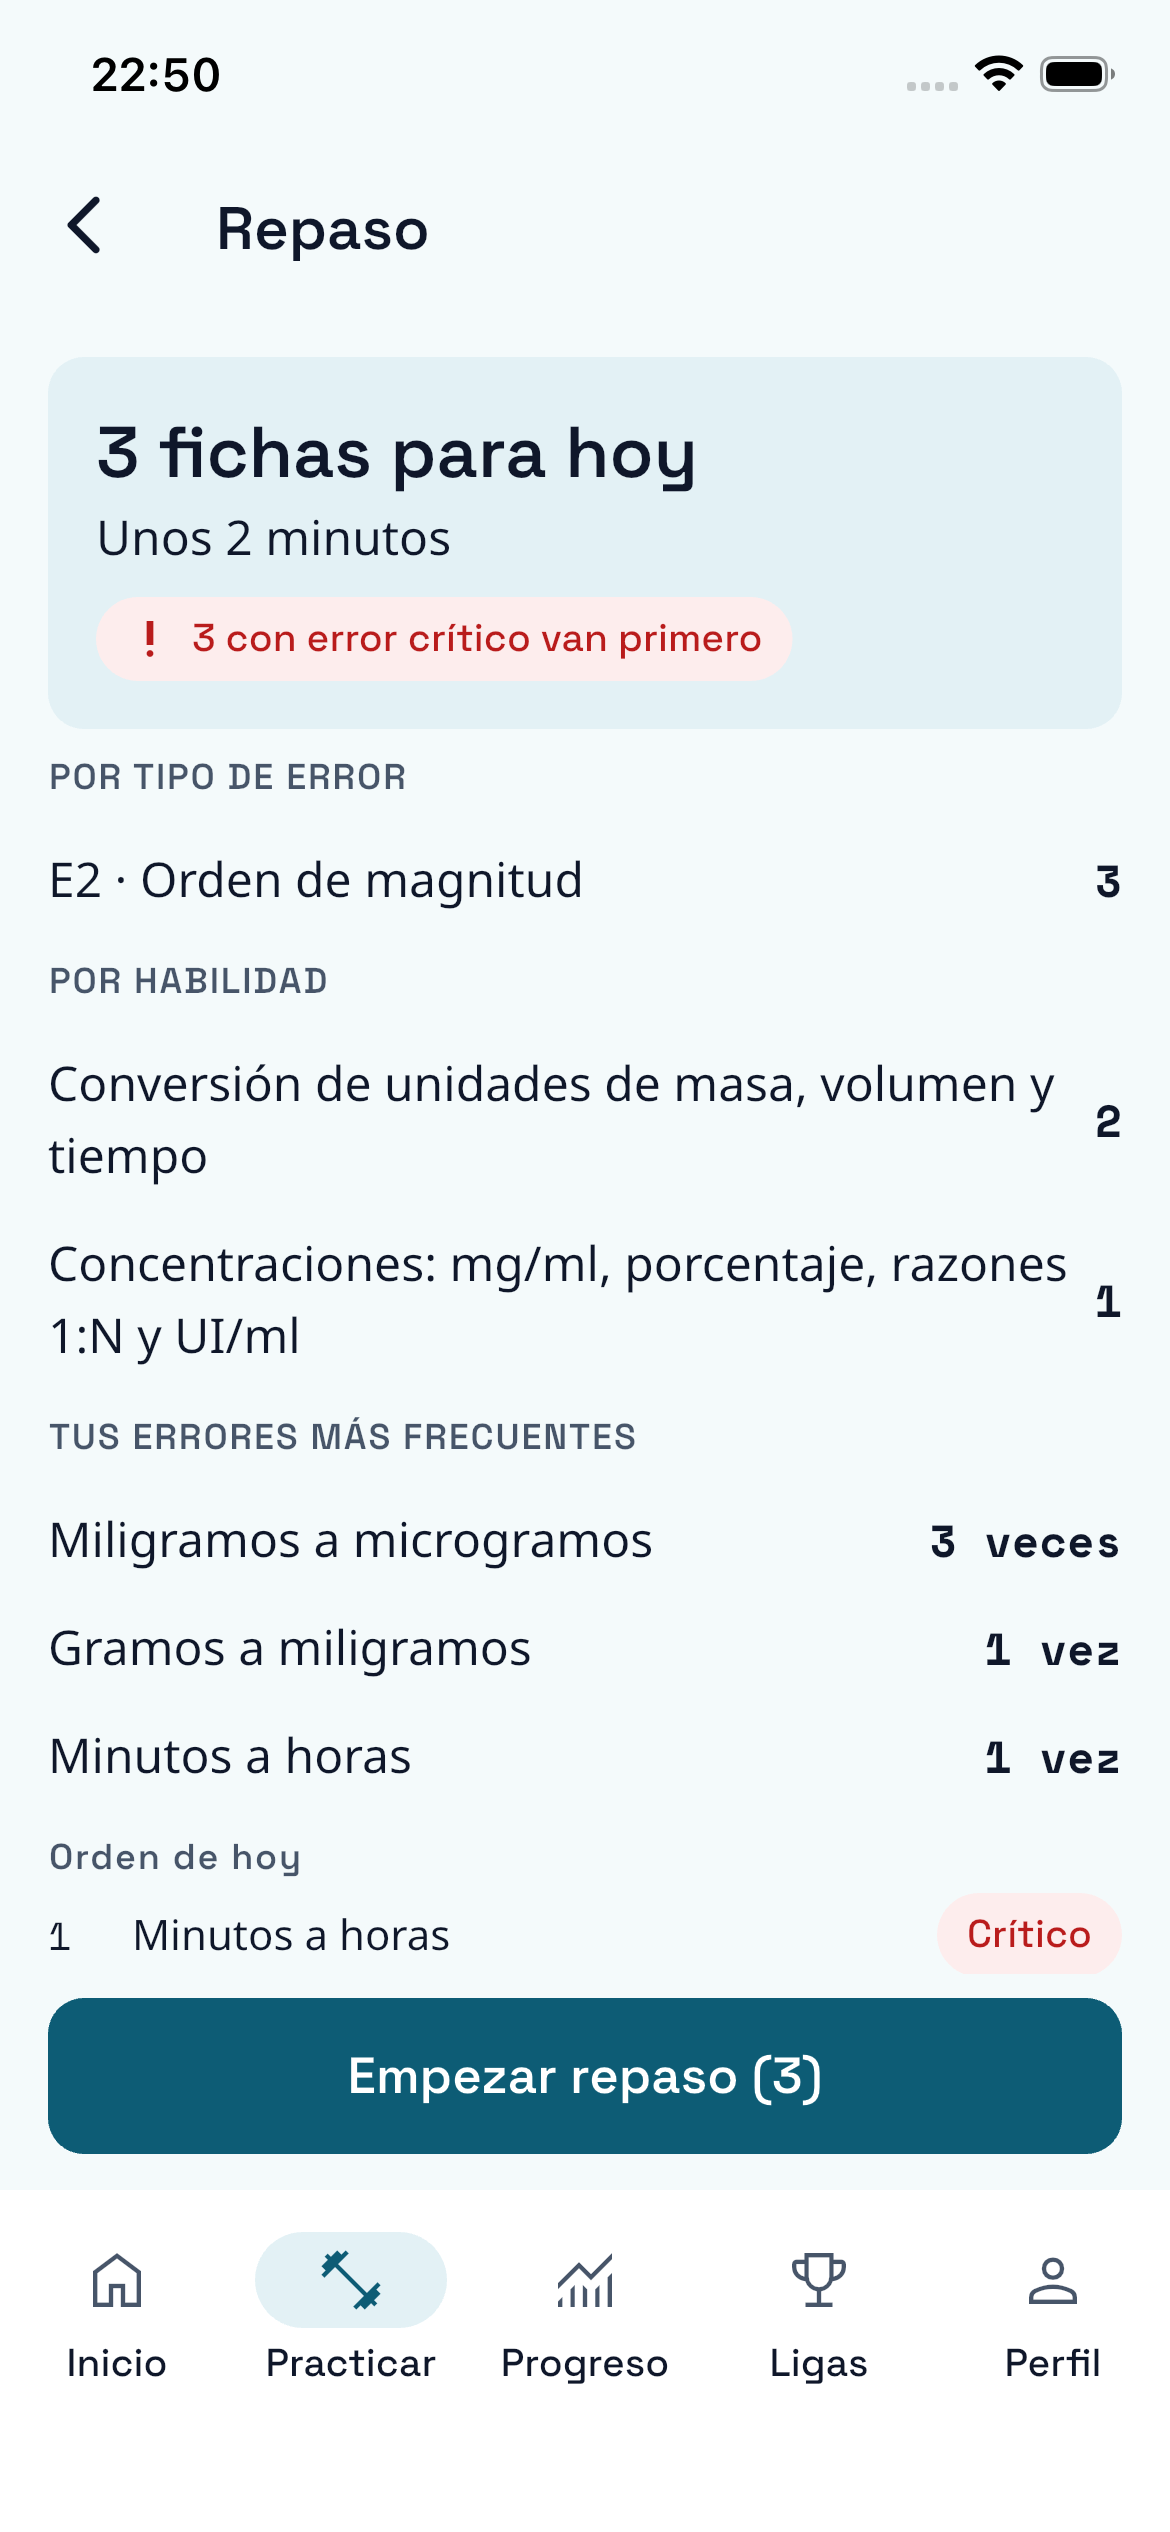 22:50
Repaso
3 fichas para hoy
Unos 2 minutos
! 3 con error crítico van primero
POR TIPO DE ERROR
E2 · Orden de magnitud 3
POR HABILIDAD
Conversión de unidades de masa, volumen y
tiempo 2
Concentraciones: mg/ml, porcentaje, razones
1:N y UI/ml 1
TUS ERRORES MÁS FRECUENTES
Miligramos a microgramos 3 veces
Gramos a miligramos 1 vez
Minutos a horas 1 vez
Orden de hoy
1 Minutos a horas Crítico
Empezar repaso (3)
Inicio Practicar Progreso Ligas Perfil